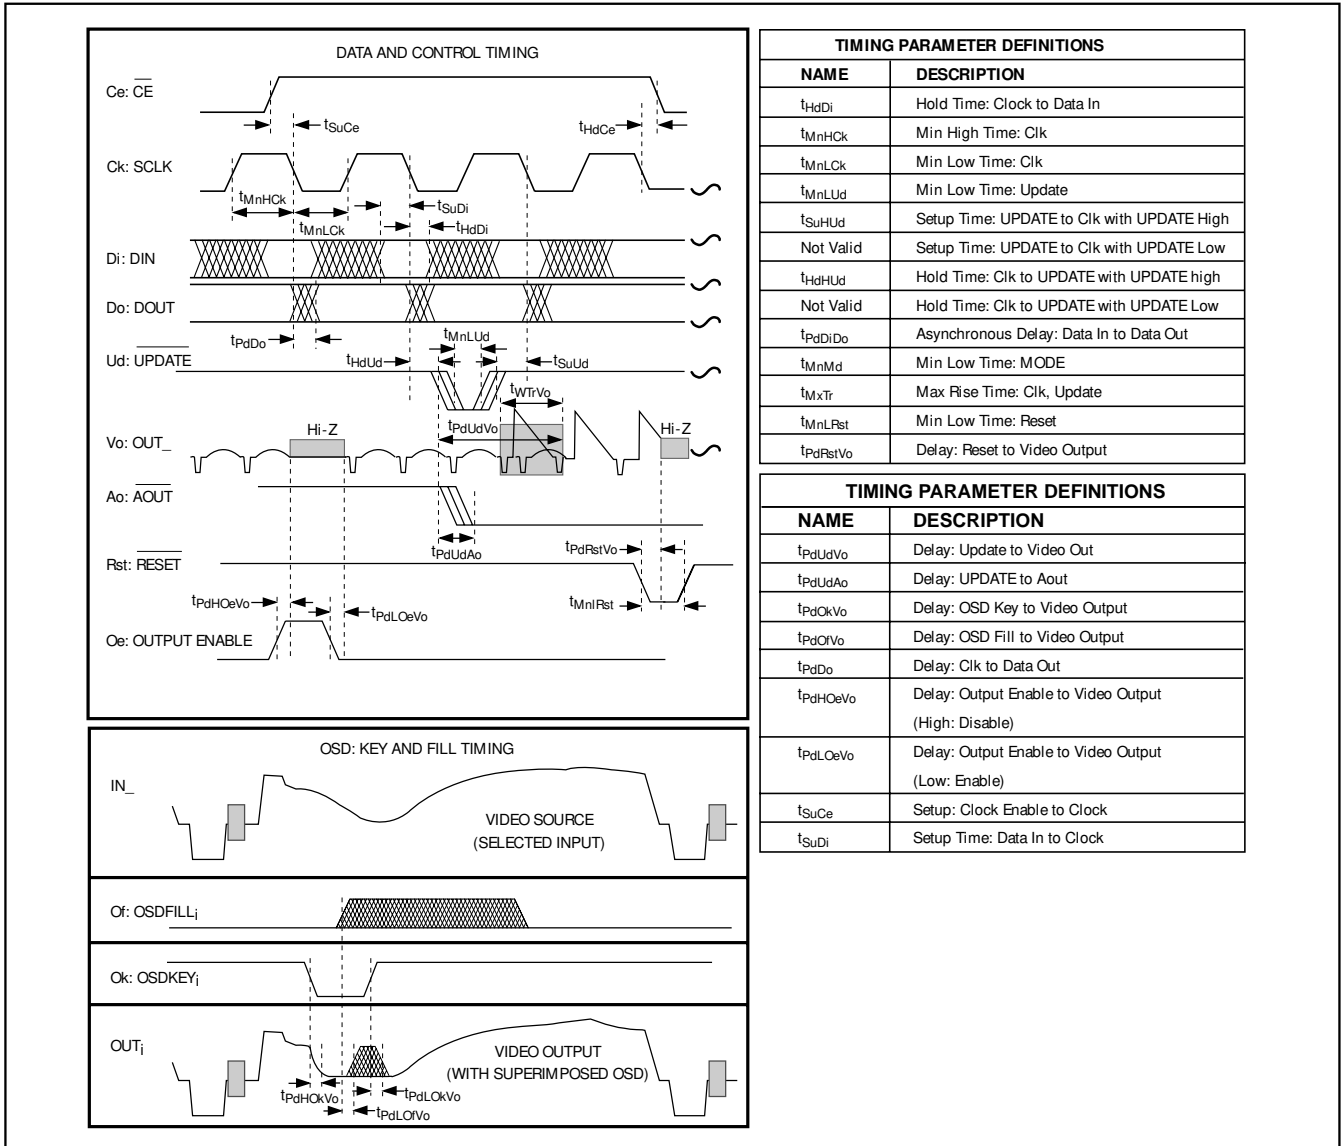 DATA AND CONTROL TIMING
Ce: CE
tSuCe
tHdCe
Ck: SCLK
tMnHCk
tMnLCk
tSuDi
tHdDi
Di: DIN
Do: DOUT
tPdDo
tMnLUd
Ud: UPDATE
tHdUd
tSuUd
tWTrVo
tPdUdVo
Hi-Z
Hi-Z
Vo: OUT_
Ao: AOUT
tPdUdAo
tPdRstVo
Rst: RESET
tMnlRst
tPdHOeVo
tPdLOeVo
Oe: OUTPUT ENABLE
OSD: KEY AND FILL TIMING
IN_
VIDEO SOURCE
(SELECTED INPUT)
Of: OSDFILLi
Ok: OSDKEYi
OUTi
VIDEO OUTPUT
(WITH SUPERIMPOSED OSD)
tPdHOkVo
tPdLOkVo
tPdLOfVo
TIMING PARAMETER DEFINITIONS
NAME DESCRIPTION
tHdDi Hold Time: Clock to Data In
tMnHCk Min High Time: Clk
tMnLCk Min Low Time: Clk
tMnLUd Min Low Time: Update
tSuHUd Setup Time: UPDATE to Clk with UPDATE High
Not Valid Setup Time: UPDATE to Clk with UPDATE Low
tHdHUd Hold Time: Clk to UPDATE with UPDATE high
Not Valid Hold Time: Clk to UPDATE with UPDATE Low
tPdDiDo Asynchronous Delay: Data In to Data Out
tMnMd Min Low Time: MODE
tMxTr Max Rise Time: Clk, Update
tMnLRst Min Low Time: Reset
tPdRstVo Delay: Reset to Video Output
TIMING PARAMETER DEFINITIONS
NAME DESCRIPTION
tPdUdVo Delay: Update to Video Out
tPdUdAo Delay: UPDATE to Aout
tPdOkVo Delay: OSD Key to Video Output
tPdOfVo Delay: OSD Fill to Video Output
tPdDo Delay: Clk to Data Out
tPdHOeVo Delay: Output Enable to Video Output
(High: Disable)
tPdLOeVo Delay: Output Enable to Video Output
(Low: Enable)
tSuCe Setup: Clock Enable to Clock
tSuDi Setup Time: Data In to Clock